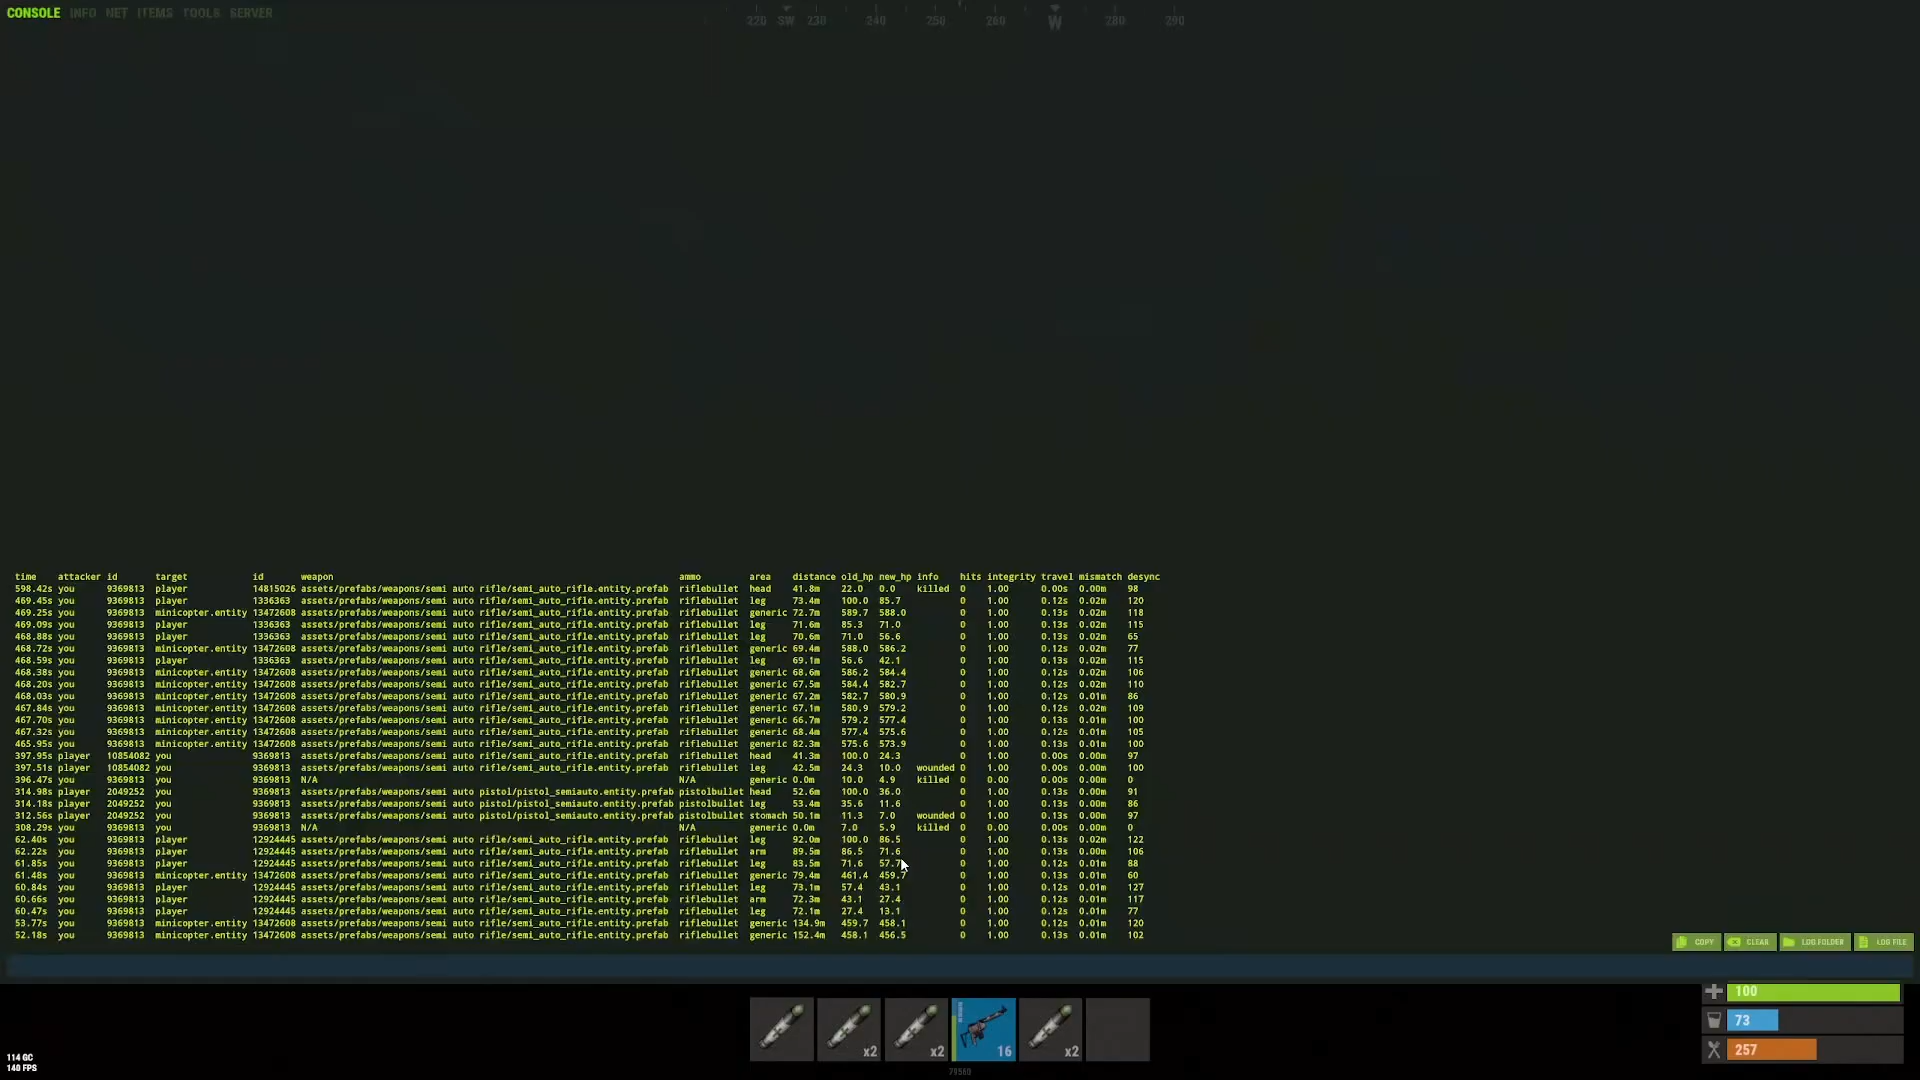 CONSOLE INFO NET ITEMS TOOLS SERVER
220 SW 230 240 250 260 W 280 290
time attacker id target id weapon ammo area distance old_hp new_hp info hits integrity travel mismatch desync
598.42s you 9369813 player 14815026 assets/prefabs/weapons/semi auto rifle/semi_auto_rifle.entity.prefab riflebullet head 41.8m 22.0 0.0 killed 0 1.00 0.00s 0.00m 98
469.45s you 9369813 player 1336363 assets/prefabs/weapons/semi auto rifle/semi_auto_rifle.entity.prefab riflebullet leg 73.4m 100.0 85.7 0 1.00 0.12s 0.02m 120
469.25s you 9369813 minicopter.entity 13472608 assets/prefabs/weapons/semi auto rifle/semi_auto_rifle.entity.prefab riflebullet generic 72.7m 589.7 588.0 0 1.00 0.13s 0.02m 118
469.09s you 9369813 player 1336363 assets/prefabs/weapons/semi auto rifle/semi_auto_rifle.entity.prefab riflebullet leg 71.6m 85.3 71.0 0 1.00 0.13s 0.02m 115
468.88s you 9369813 player 1336363 assets/prefabs/weapons/semi auto rifle/semi_auto_rifle.entity.prefab riflebullet leg 70.6m 71.0 56.6 0 1.00 0.13s 0.02m 65
468.72s you 9369813 minicopter.entity 13472608 assets/prefabs/weapons/semi auto rifle/semi_auto_rifle.entity.prefab riflebullet generic 69.4m 588.0 586.2 0 1.00 0.12s 0.02m 77
468.59s you 9369813 player 1336363 assets/prefabs/weapons/semi auto rifle/semi_auto_rifle.entity.prefab riflebullet leg 69.1m 56.6 42.1 0 1.00 0.13s 0.02m 115
468.38s you 9369813 minicopter.entity 13472608 assets/prefabs/weapons/semi auto rifle/semi_auto_rifle.entity.prefab riflebullet generic 68.6m 586.2 584.4 0 1.00 0.12s 0.02m 106
468.20s you 9369813 minicopter.entity 13472608 assets/prefabs/weapons/semi auto rifle/semi_auto_rifle.entity.prefab riflebullet generic 67.5m 584.4 582.7 0 1.00 0.12s 0.02m 110
468.03s you 9369813 minicopter.entity 13472608 assets/prefabs/weapons/semi auto rifle/semi_auto_rifle.entity.prefab riflebullet generic 67.2m 582.7 580.9 0 1.00 0.12s 0.01m 86
467.84s you 9369813 minicopter.entity 13472608 assets/prefabs/weapons/semi auto rifle/semi_auto_rifle.entity.prefab riflebullet generic 67.1m 580.9 579.2 0 1.00 0.12s 0.02m 109
467.70s you 9369813 minicopter.entity 13472608 assets/prefabs/weapons/semi auto rifle/semi_auto_rifle.entity.prefab riflebullet generic 66.7m 579.2 577.4 0 1.00 0.13s 0.01m 100
467.32s you 9369813 minicopter.entity 13472608 assets/prefabs/weapons/semi auto rifle/semi_auto_rifle.entity.prefab riflebullet generic 68.4m 577.4 575.6 0 1.00 0.12s 0.01m 105
465.95s you 9369813 minicopter.entity 13472608 assets/prefabs/weapons/semi auto rifle/semi_auto_rifle.entity.prefab riflebullet generic 82.3m 575.6 573.9 0 1.00 0.13s 0.01m 100
397.95s player 10854082 you 9369813 assets/prefabs/weapons/semi auto rifle/semi_auto_rifle.entity.prefab riflebullet head 41.3m 100.0 24.3 0 1.00 0.00s 0.00m 97
397.51s player 10854082 you 9369813 assets/prefabs/weapons/semi auto rifle/semi_auto_rifle.entity.prefab riflebullet leg 42.5m 24.3 10.0 wounded 0 1.00 0.00s 0.00m 100
396.47s you 9369813 you 9369813 N/A N/A generic 0.0m 10.0 4.9 killed 0 0.00 0.00s 0.00m 0
314.98s player 2049252 you 9369813 assets/prefabs/weapons/semi auto pistol/pistol_semiauto.entity.prefab pistolbullet head 52.6m 100.0 36.0 0 1.00 0.13s 0.00m 91
314.18s player 2049252 you 9369813 assets/prefabs/weapons/semi auto pistol/pistol_semiauto.entity.prefab pistolbullet leg 53.4m 35.6 11.6 0 1.00 0.13s 0.00m 86
312.56s player 2049252 you 9369813 assets/prefabs/weapons/semi auto pistol/pistol_semiauto.entity.prefab pistolbullet stomach 50.1m 11.3 7.0 wounded 0 1.00 0.13s 0.00m 97
308.29s you 9369813 you 9369813 N/A N/A generic 0.0m 7.0 5.9 killed 0 0.00 0.00s 0.00m 0
62.40s you 9369813 player 12924445 assets/prefabs/weapons/semi auto rifle/semi_auto_rifle.entity.prefab riflebullet leg 92.0m 100.0 86.5 0 1.00 0.13s 0.02m 122
62.22s you 9369813 player 12924445 assets/prefabs/weapons/semi auto rifle/semi_auto_rifle.entity.prefab riflebullet arm 89.5m 86.5 71.6 0 1.00 0.13s 0.00m 106
61.85s you 9369813 player 12924445 assets/prefabs/weapons/semi auto rifle/semi_auto_rifle.entity.prefab riflebullet leg 83.5m 71.6 57.7 0 1.00 0.12s 0.01m 88
61.48s you 9369813 minicopter.entity 13472608 assets/prefabs/weapons/semi auto rifle/semi_auto_rifle.entity.prefab riflebullet generic 79.4m 461.4 459.7 0 1.00 0.13s 0.01m 60
60.84s you 9369813 player 12924445 assets/prefabs/weapons/semi auto rifle/semi_auto_rifle.entity.prefab riflebullet leg 73.1m 57.4 43.1 0 1.00 0.12s 0.01m 127
60.66s you 9369813 player 12924445 assets/prefabs/weapons/semi auto rifle/semi_auto_rifle.entity.prefab riflebullet arm 72.3m 43.1 27.4 0 1.00 0.12s 0.01m 117
60.47s you 9369813 player 12924445 assets/prefabs/weapons/semi auto rifle/semi_auto_rifle.entity.prefab riflebullet leg 72.1m 27.4 13.1 0 1.00 0.12s 0.01m 77
53.77s you 9369813 minicopter.entity 13472608 assets/prefabs/weapons/semi auto rifle/semi_auto_rifle.entity.prefab riflebullet generic 134.9m 459.7 458.1 0 1.00 0.12s 0.01m 120
52.18s you 9369813 minicopter.entity 13472608 assets/prefabs/weapons/semi auto rifle/semi_auto_rifle.entity.prefab riflebullet generic 152.4m 458.1 456.5 0 1.00 0.13s 0.01m 102
COPY CLEAR LOG FOLDER LOG FILE
100
73
257
x2 x2 16 x2
114 GC
140 FPS